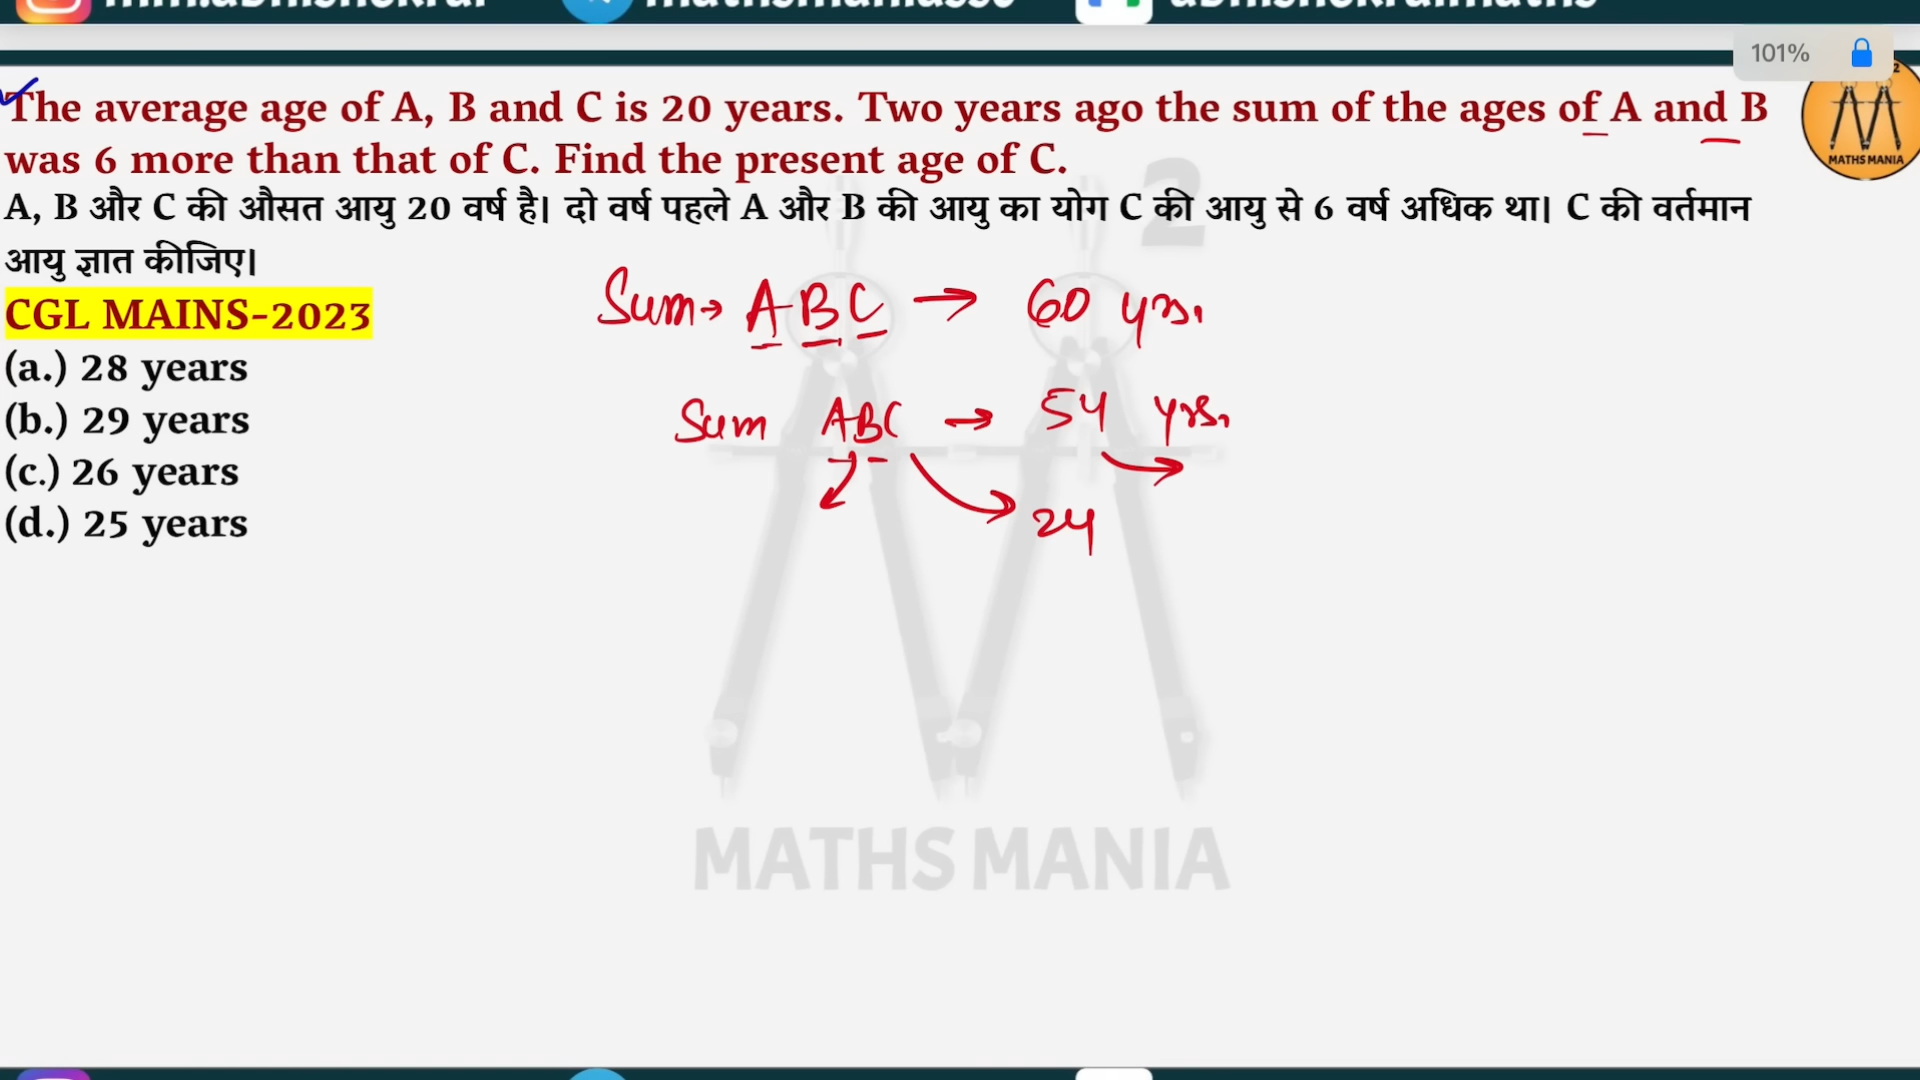 101%
The average age of A, B and C is 20 years. Two years ago the sum of the ages of A and B
was 6 more than that of C. Find the present age of C.
A, B और C की औसत आयु 20 वर्ष है। दो वर्ष पहले A और B की आयु का योग C की आयु से 6 वर्ष अधिक था। C की वर्तमान
आयु ज्ञात कीजिए।
CGL MAINS-2023
(a.) 28 years
(b.) 29 years
(c.) 26 years
(d.) 25 years
Sum→ ABC → 60 yrs.
Sum ABC → 54 yrs.
24
2
MATHS MANIA
MATHS MANIA
2